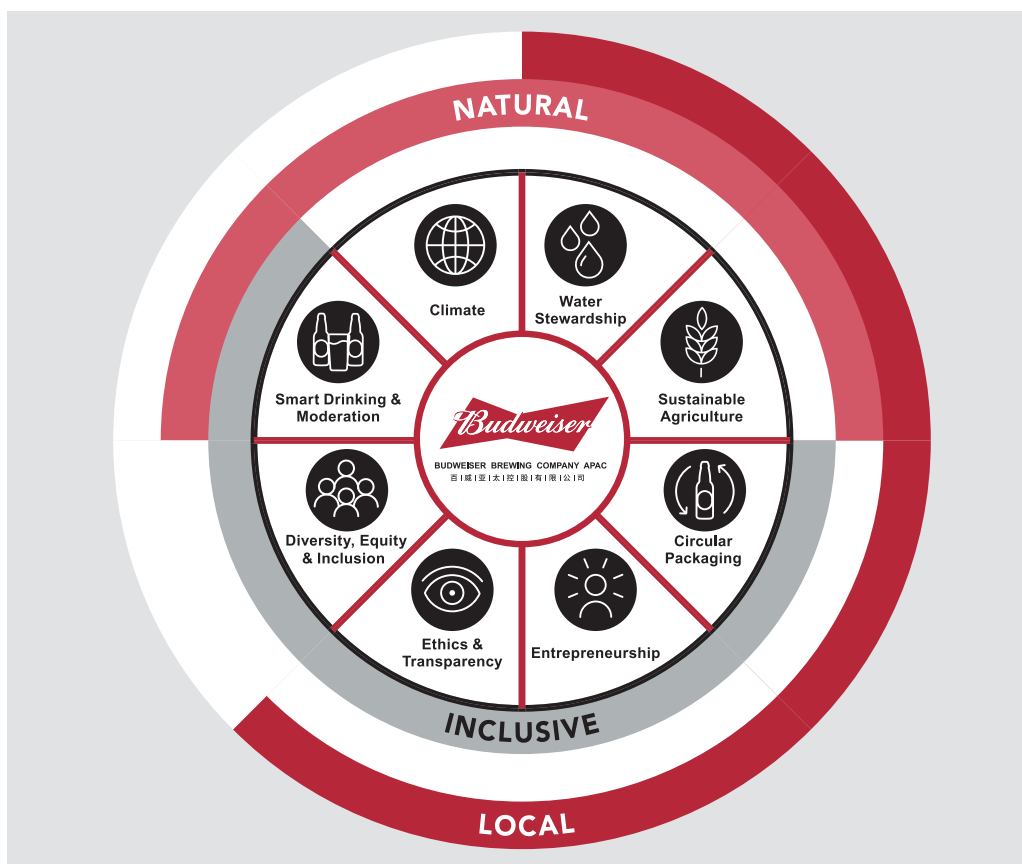 NATURAL
Climate
Water
Stewardship
Smart Drinking &
Moderation
Sustainable
Agriculture
Budweiser
BUDWEISER BREWING COMPANY APAC
百|威|亚|太|控|股|有|限|公|司
Diversity, Equity
& Inclusion
Circular
Packaging
Ethics &
Transparency
Entrepreneurship
INCLUSIVE
LOCAL